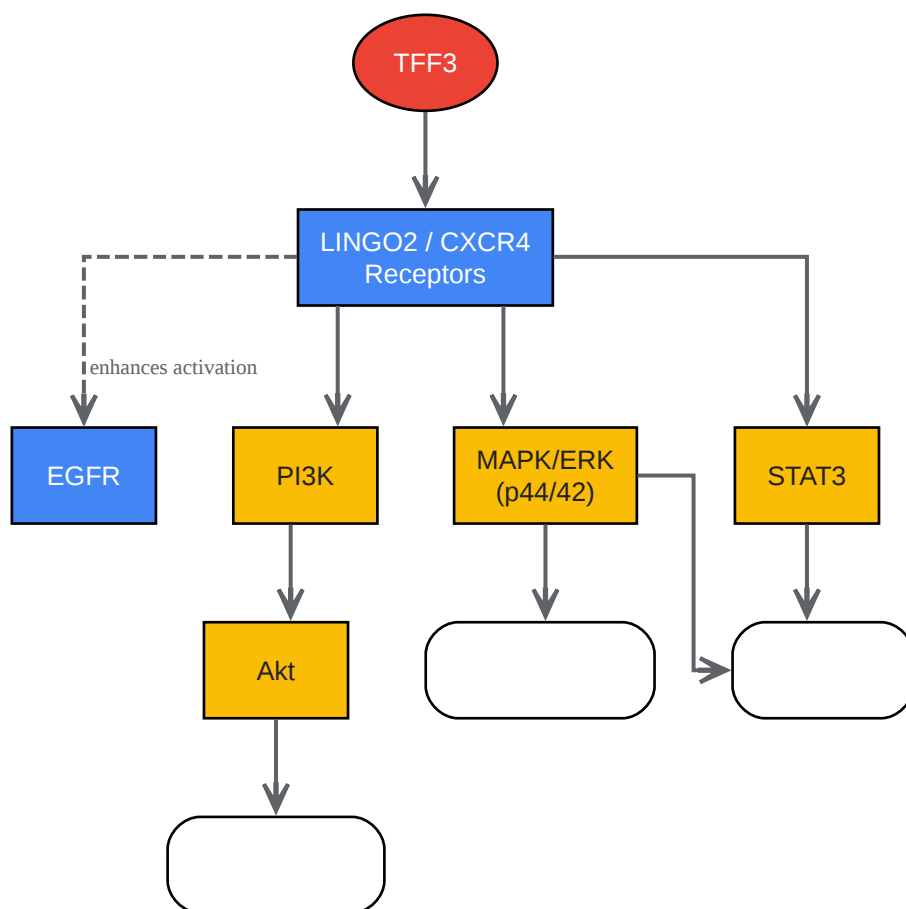 TFF3
LINGO2 / CXCR4
Receptors
enhances activation
EGFR
PI3K
MAPK/ERK
(p44/42)
STAT3
Akt